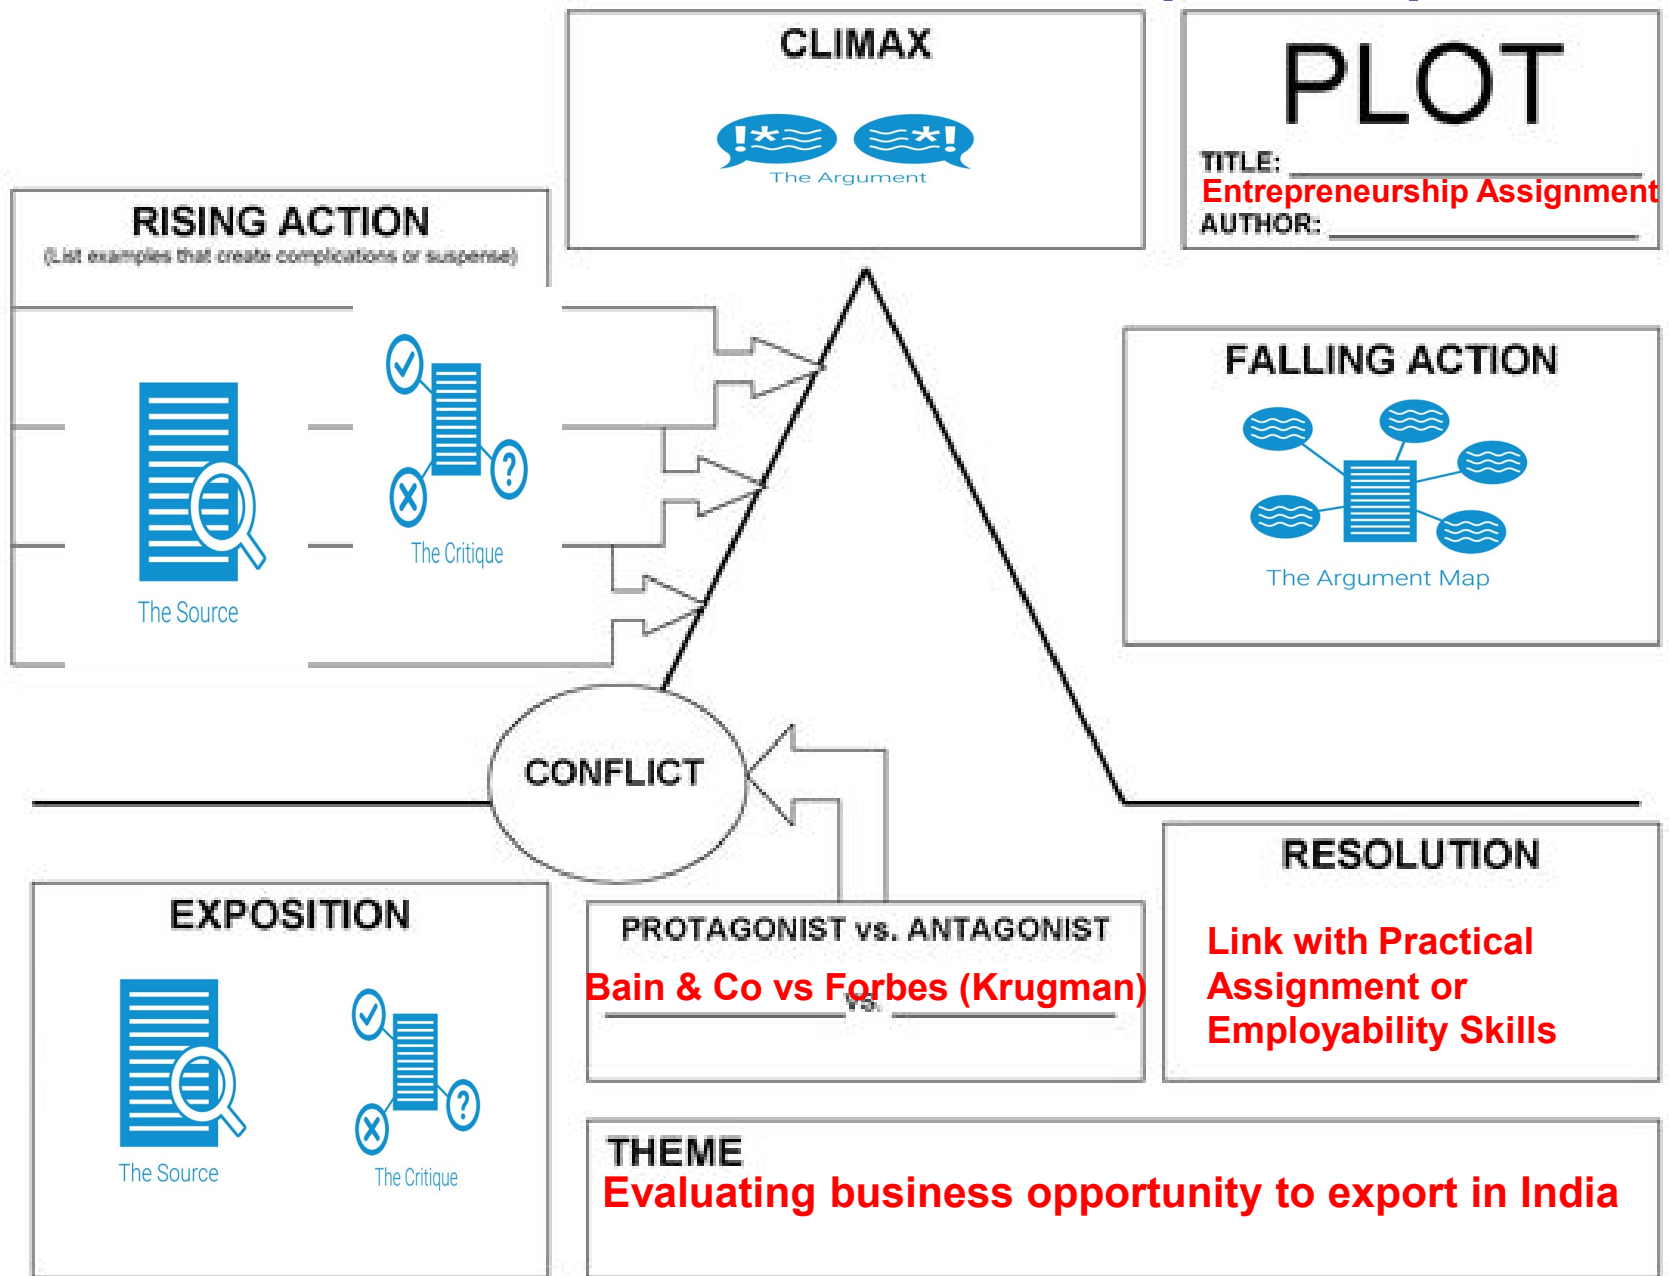 CLIMAX
!* *!
The Argument
PLOT
TITLE:
Entrepreneurship Assignment
AUTHOR:
RISING ACTION
(List examples that create complications or suspense)
The Source
? 
The Critique
FALLING ACTION
The Argument Map
CONFLICT
EXPOSITION
The Source
?
The Critique
PROTAGONIST vs. ANTAGONIST
Bain & Co vs Forbes (Krugman)
vs.
RESOLUTION
Link with Practical
Assignment or
Employability Skills
THEME
Evaluating business opportunity to export in India